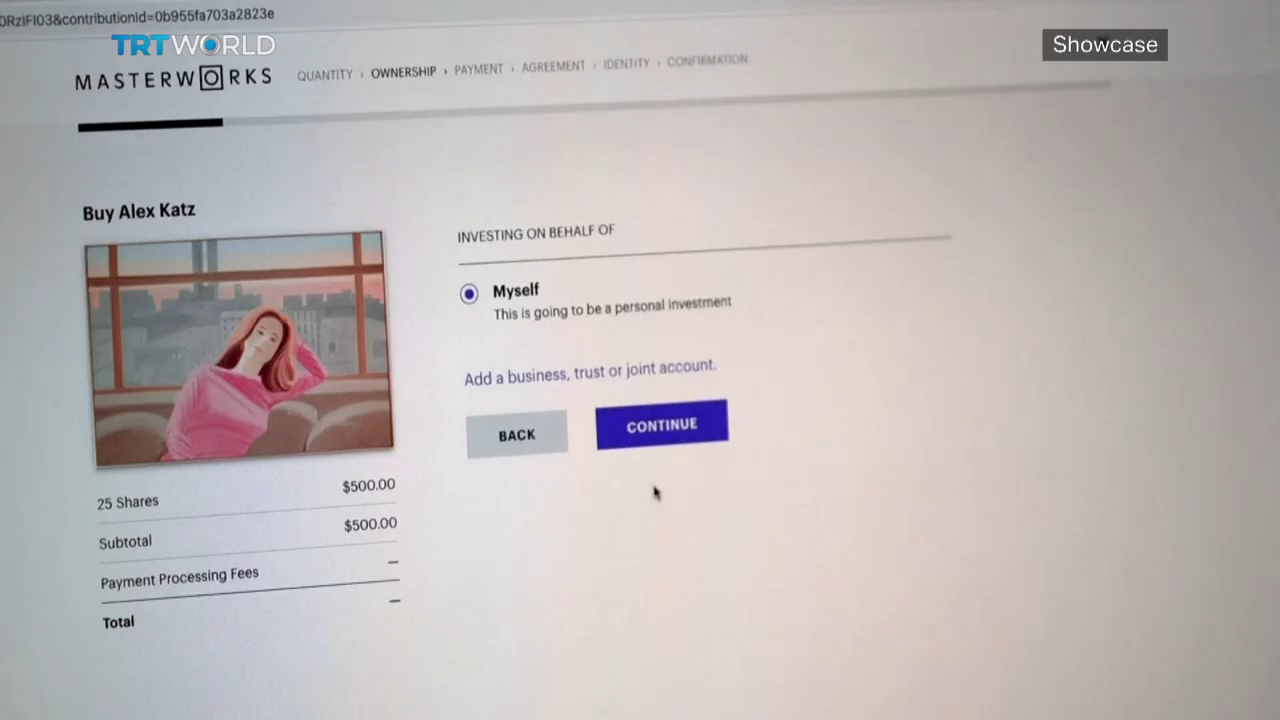 0RzIFI03&contributionId=0b955fa703a2823e
TRT WORLD
Showcase
MASTERWORKS
QUANTITY › OWNERSHIP › PAYMENT › AGREEMENT › IDENTITY › CONFIRMATION
Buy Alex Katz
INVESTING ON BEHALF OF
Myself
This is going to be a personal investment
Add a business, trust or joint account.
BACK
CONTINUE
25 Shares $500.00
Subtotal $500.00
Payment Processing Fees –
Total –